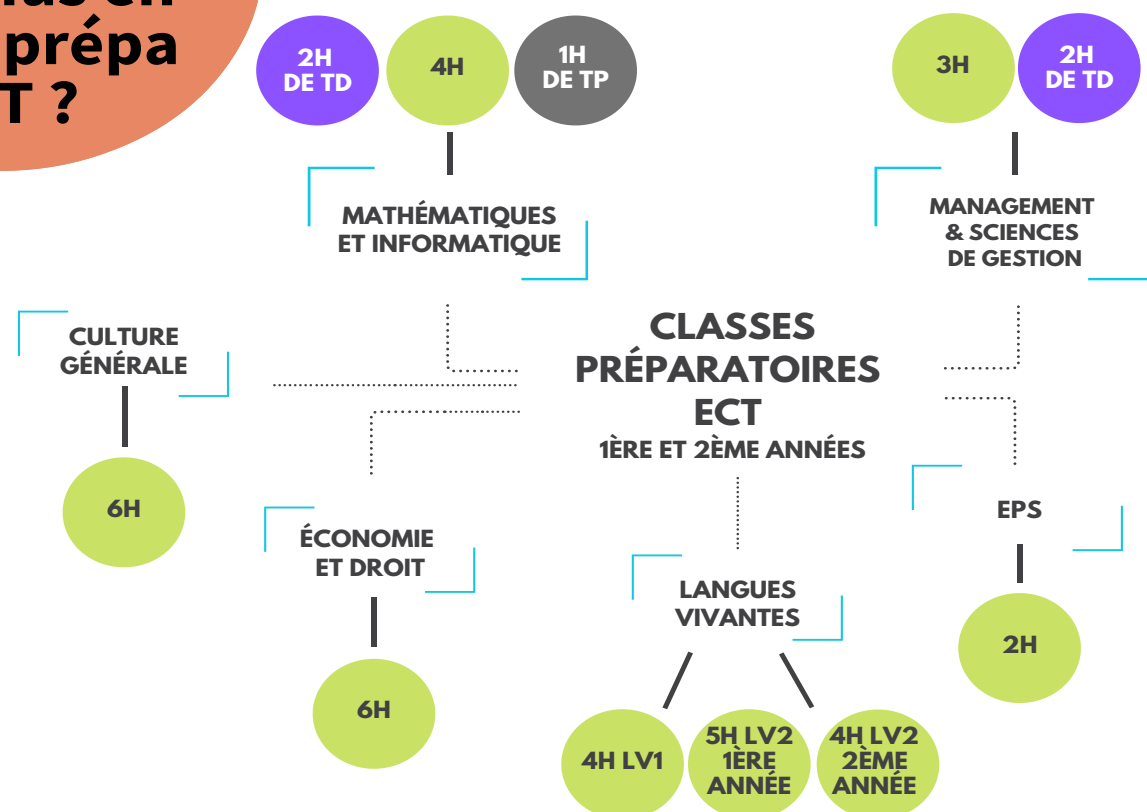 en
prépa
T ?
2H
DE TD
4H
1H
DE TP
3H
2H
DE TD
MATHÉMATIQUES
ET INFORMATIQUE
MANAGEMENT
& SCIENCES
DE GESTION
CULTURE
GÉNÉRALE
6H
CLASSES
PRÉPARATOIRES
ECT
1ÈRE ET 2ÈME ANNÉES
ÉCONOMIE
ET DROIT
6H
EPS
2H
LANGUES
VIVANTES
4H LV1
5H LV2
1ÈRE
ANNÉE
4H LV2
2ÈME
ANNÉE